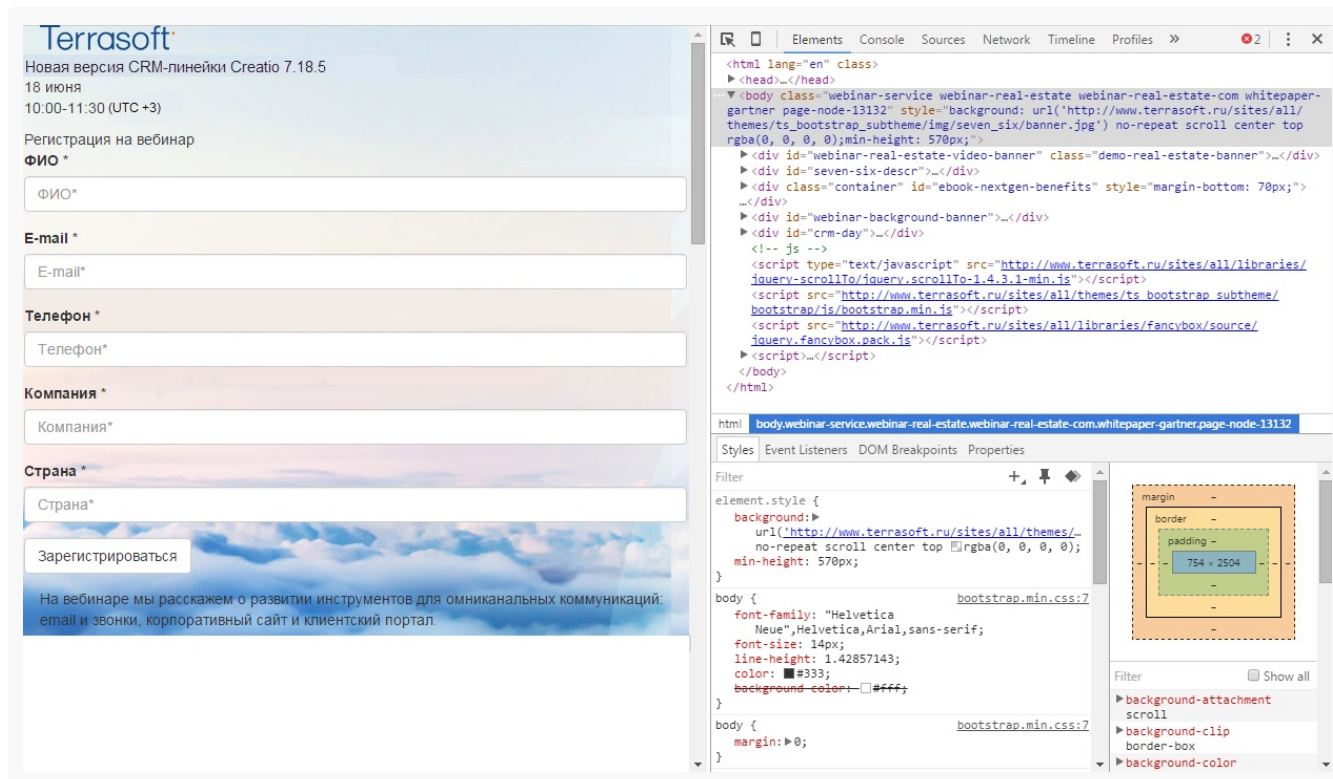 Terrasoft
Новая версия CRM-линейки Creatio 7.18.5
18 июня
10:00-11:30 (UTC +3)
Регистрация на вебинар
ФИО *
ФИО*
E-mail *
E-mail*
Телефон *
Телефон*
Компания *
Компания*
Страна *
Страна*
Зарегистрироваться
На вебинаре мы расскажем о развитии инструментов для омниканальных коммуникаций:
email и звонки, корпоративный сайт и клиентский портал.
Elements Console Sources Network Timeline Profiles » 2
<html lang="en" class>
▶<head>…</head>
…▼<body class="webinar-service webinar-real-estate webinar-real-estate-com whitepaper-
gartner page-node-13132" style="background: url('http://www.terrasoft.ru/sites/all/
themes/ts_bootstrap_subtheme/img/seven_six/banner.jpg') no-repeat scroll center top
rgba(0, 0, 0, 0);min-height: 570px;">
▶<div id="webinar-real-estate-video-banner" class="demo-real-estate-banner">…</div>
▶<div id="seven-six-descr">…</div>
▶<div class="container" id="ebook-nextgen-benefits" style="margin-bottom: 70px;">
…</div>
▶<div id="webinar-background-banner">…</div>
▶<div id="crm-day">…</div>
<!-- js -->
<script type="text/javascript" src="http://www.terrasoft.ru/sites/all/libraries/
jquery-scrollTo/jquery.scrollTo-1.4.3.1-min.js"></script>
<script src="http://www.terrasoft.ru/sites/all/themes/ts_bootstrap_subtheme/
bootstrap/js/bootstrap.min.js"></script>
<script src="http://www.terrasoft.ru/sites/all/libraries/fancybox/source/
jquery.fancybox.pack.js"></script>
▶<script>…</script>
</body>
</html>
html body.webinar-service.webinar-real-estate.webinar-real-estate-com.whitepaper-gartner.page-node-13132
Styles Event Listeners DOM Breakpoints Properties
Filter
element.style {
background:▶
url('http://www.terrasoft.ru/sites/all/themes/…
no-repeat scroll center top rgba(0, 0, 0, 0);
min-height: 570px;
}
body { bootstrap.min.css:7
font-family: "Helvetica
Neue",Helvetica,Arial,sans-serif;
font-size: 14px;
line-height: 1.42857143;
color: #333;
background-color: #fff;
}
body { bootstrap.min.css:7
margin:▶0;
}
margin –
border –
padding –
– – – 754 × 2504 – – –
–
–
–
Filter Show all
▶background-attachment
scroll
▶background-clip
border-box
▶background-color